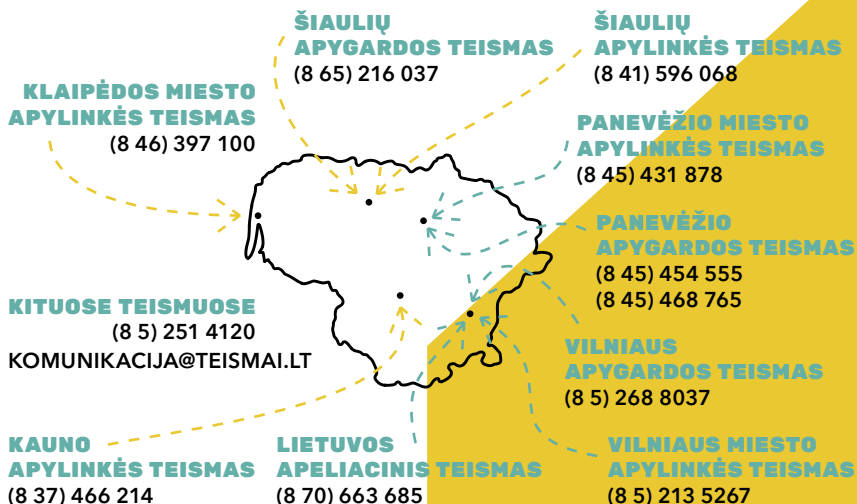 ŠIAULIŲ
APYGARDOS TEISMAS
(8 65) 216 037
ŠIAULIŲ
APYLINKĖS TEISMAS
(8 41) 596 068
KLAIPĖDOS MIESTO
APYLINKĖS TEISMAS
(8 46) 397 100
PANEVĖŽIO MIESTO
APYLINKĖS TEISMAS
(8 45) 431 878
PANEVĖŽIO
APYGARDOS TEISMAS
(8 45) 454 555
(8 45) 468 765
KITUOSE TEISMUOSE
(8 5) 251 4120
KOMUNIKACIJA@TEISMAI.LT
VILNIAUS
APYGARDOS TEISMAS
(8 5) 268 8037
KAUNO
APYLINKĖS TEISMAS
(8 37) 466 214
LIETUVOS
APELIACINIS TEISMAS
(8 70) 663 685
VILNIAUS MIESTO
APYLINKĖS TEISMAS
(8 5) 213 5267